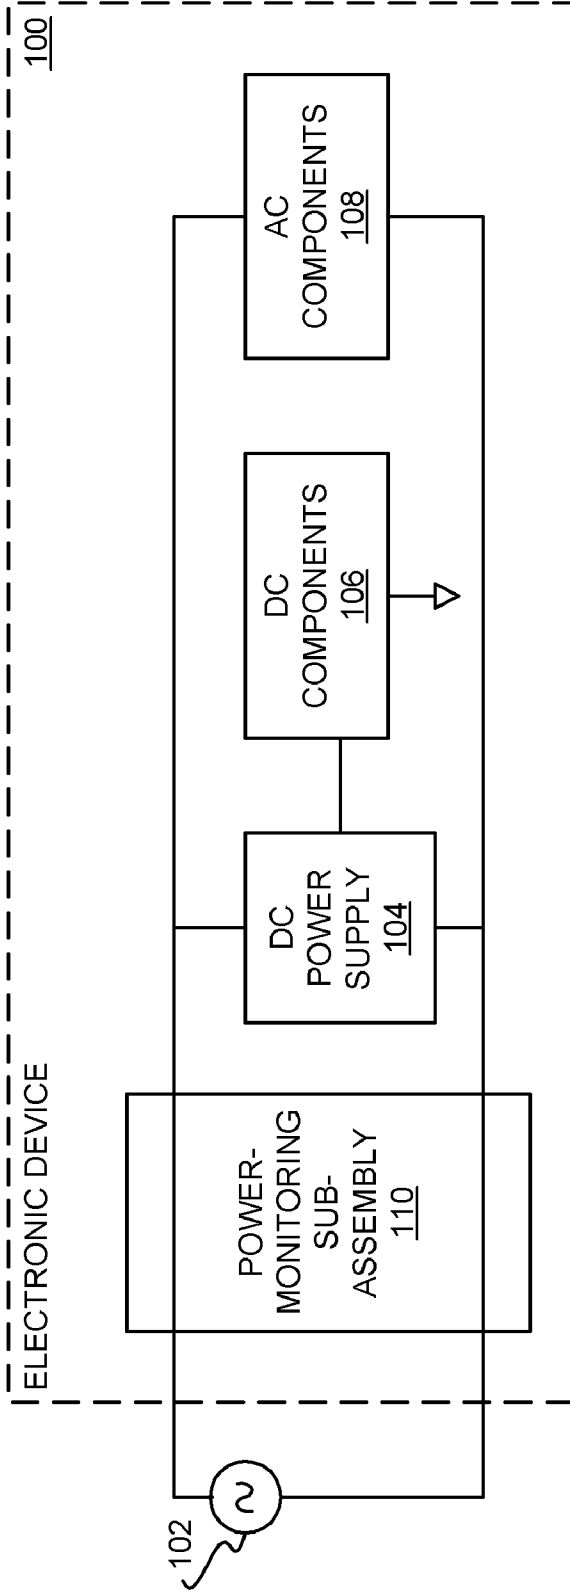 ELECTRONIC DEVICE
100
102
POWER-
MONITORING
SUB-
ASSEMBLY
110
DC
POWER
SUPPLY
104
DC
COMPONENTS
106
AC
COMPONENTS
108